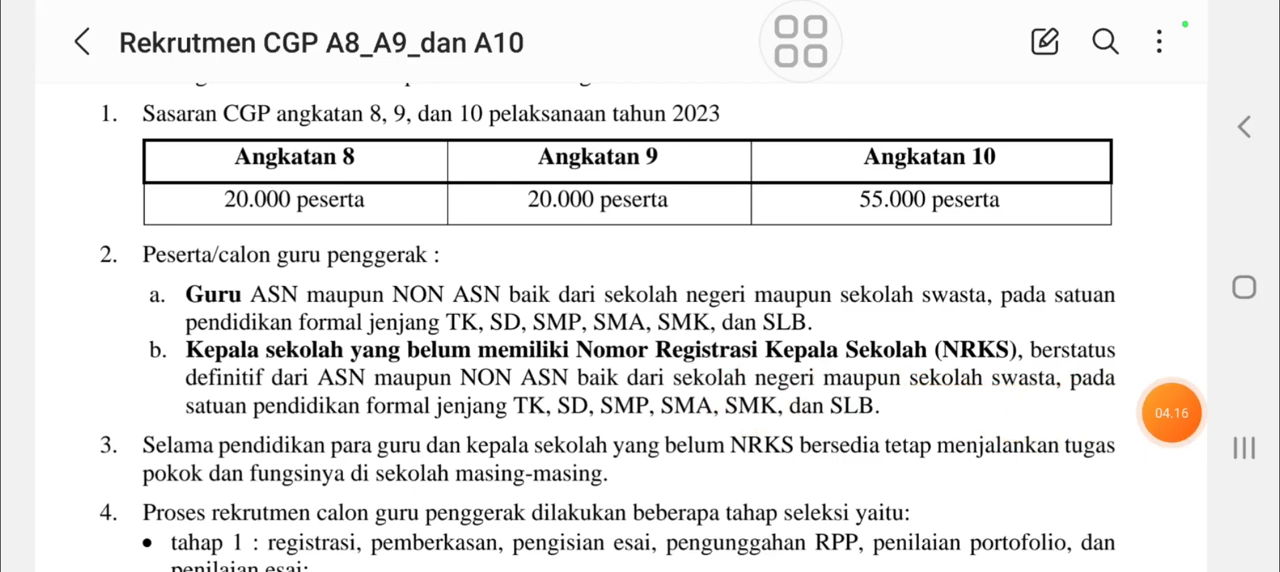 Rekrutmen CGP A8_A9_dan A10
1. Sasaran CGP angkatan 8, 9, dan 10 pelaksanaan tahun 2023
Angkatan 8 Angkatan 9 Angkatan 10
20.000 peserta 20.000 peserta 55.000 peserta
2. Peserta/calon guru penggerak :
a. Guru ASN maupun NON ASN baik dari sekolah negeri maupun sekolah swasta, pada satuan
pendidikan formal jenjang TK, SD, SMP, SMA, SMK, dan SLB.
b. Kepala sekolah yang belum memiliki Nomor Registrasi Kepala Sekolah (NRKS), berstatus
definitif dari ASN maupun NON ASN baik dari sekolah negeri maupun sekolah swasta, pada
satuan pendidikan formal jenjang TK, SD, SMP, SMA, SMK, dan SLB.
04.16
3. Selama pendidikan para guru dan kepala sekolah yang belum NRKS bersedia tetap menjalankan tugas
pokok dan fungsinya di sekolah masing-masing.
4. Proses rekrutmen calon guru penggerak dilakukan beberapa tahap seleksi yaitu:
• tahap 1 : registrasi, pemberkasan, pengisian esai, pengunggahan RPP, penilaian portofolio, dan
penilaian esai;